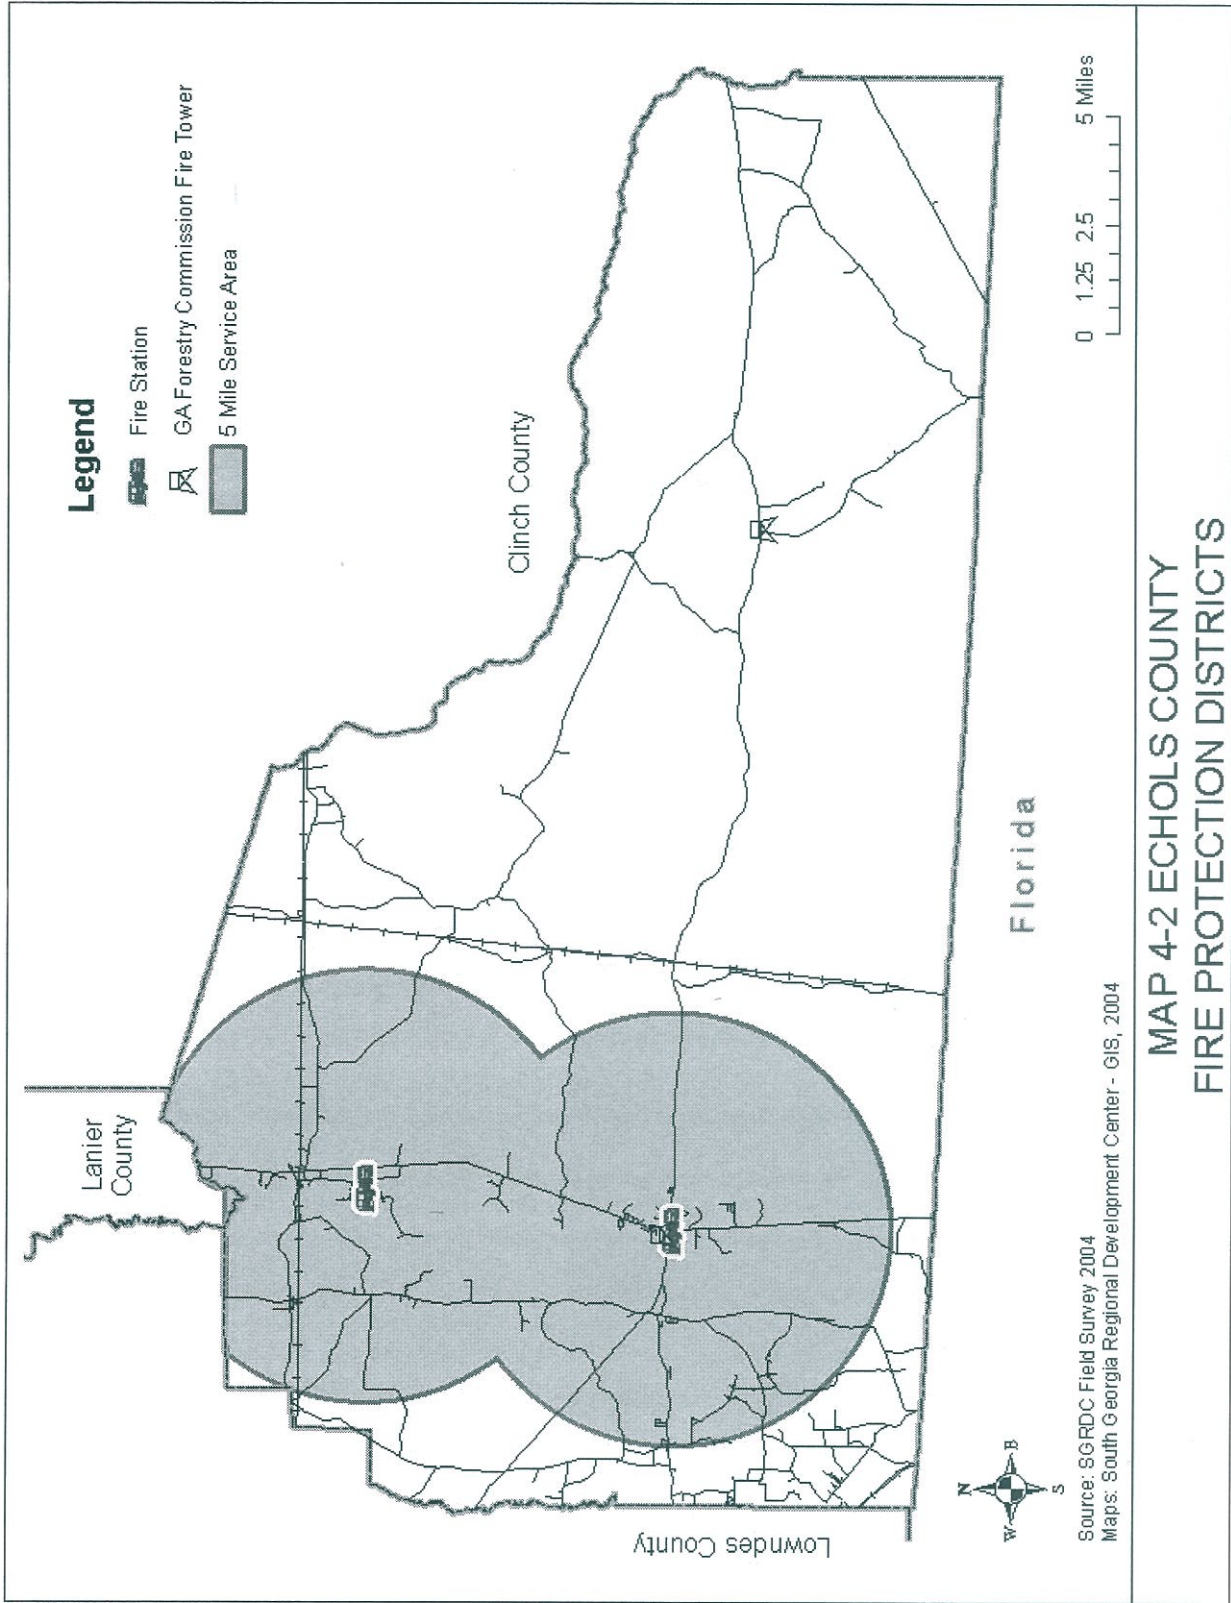 Legend
Fire Station
GA Forestry Commission Fire Tower
5 Mile Service Area
Lanier
County
Clinch County
Lowndes County
Florida
N
W
E
S
0 1.25 2.5 5 Miles
Source: SGRDC Field Survey 2004
Maps: South Georgia Regional Development Center - GIS, 2004
MAP 4-2 ECHOLS COUNTY
FIRE PROTECTION DISTRICTS